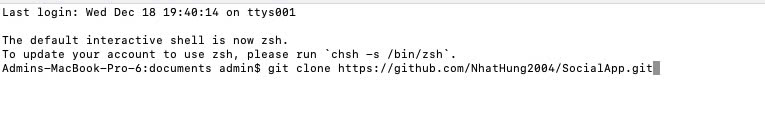 Last login: Wed Dec 18 19:40:14 on ttys001
The default interactive shell is now zsh.
To update your account to use zsh, please run `chsh -s /bin/zsh`.
Admins-MacBook-Pro-6:documents admin$ git clone https://github.com/NhatHung2004/SocialApp.git